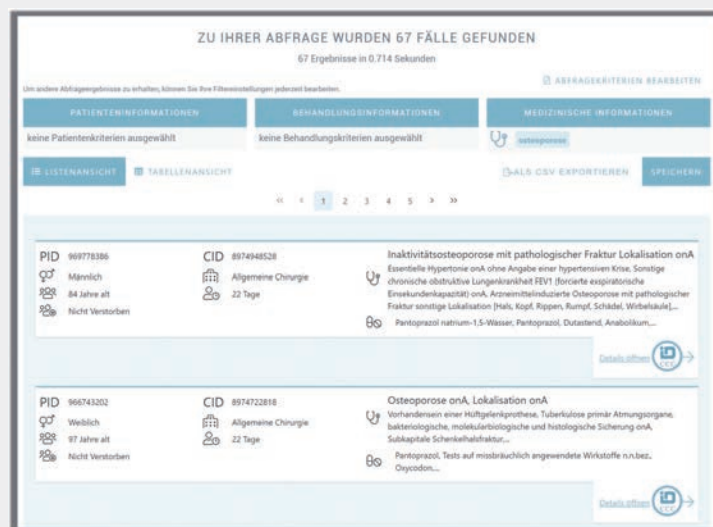 ZU IHRER ABFRAGE WURDEN 67 FÄLLE GEFUNDEN
67 Ergebnisse in 0.714 Sekunden
ABFRAGEKRITERIEN BEARBEITEN
Um andere Abfrageergebnisse zu erhalten, können Sie Ihre Filtereinstellungen jederzeit bearbeiten.
PATIENTENINFORMATIONEN BEHANDLUNGSINFORMATIONEN MEDIZINISCHE INFORMATIONEN
keine Patientenkriterien ausgewählt keine Behandlungskriterien ausgewählt osteoporose
LISTENANSICHT TABELLENANSICHT ALS CSV EXPORTIEREN SPEICHERN
« ‹ 1 2 3 4 5 › »
PID 969778386 CID 8974948528 Inaktivitätsosteoporose mit pathologischer Fraktur Lokalisation onA
Männlich Allgemeine Chirurgie Essentielle Hypertonie onA ohne Angabe einer hypertensiven Krise, Sonstige
chronische obstruktive Lungenkrankheit FEV1 [forcierte exspiratorische
84 Jahre alt 22 Tage Einsekundenkapazität] onA, Arzneimittelinduzierte Osteoporose mit pathologischer
Nicht Verstorben Fraktur sonstige Lokalisation [Hals, Kopf, Rippen, Rumpf, Schädel, Wirbelsäule],...
Pantoprazol natrium-1,5-Wasser, Pantoprazol, Dutasterid, Anabolikum,...
Details öffnen iD CCC
PID 966743202 CID 8974722818 Osteoporose onA, Lokalisation onA
Weiblich Allgemeine Chirurgie Vorhandensein einer Hüftgelenkprothese, Tuberkulose primär Atmungsorgane,
bakteriologische, molekularbiologische und histologische Sicherung onA,
97 Jahre alt 22 Tage Subkapitale Schenkelhalsfraktur,...
Nicht Verstorben Pantoprazol, Tests auf missbräuchlich angewendete Wirkstoffe n.n.bez.,
Oxycodon,...
Details öffnen iD CCC